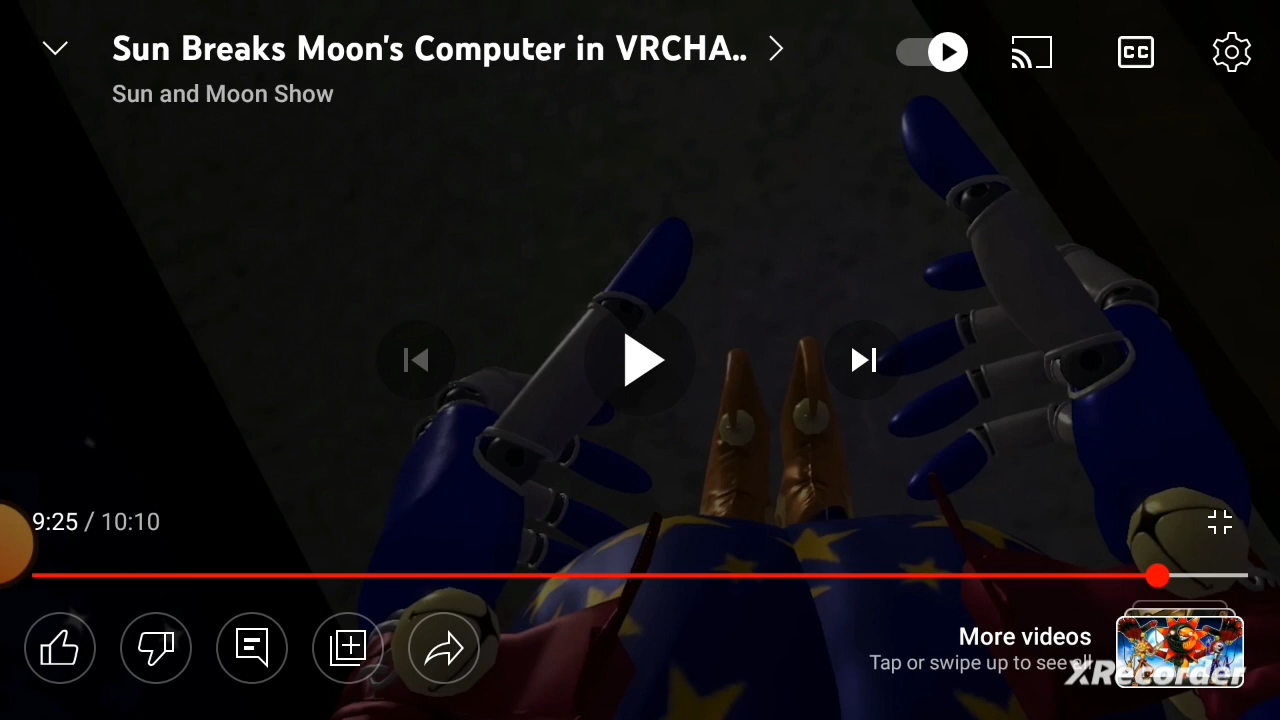 Sun Breaks Moon's Computer in VRCHA..
Sun and Moon Show
CC
9:25 / 10:10
More videos
Tap or swipe up to see all
XRecorder